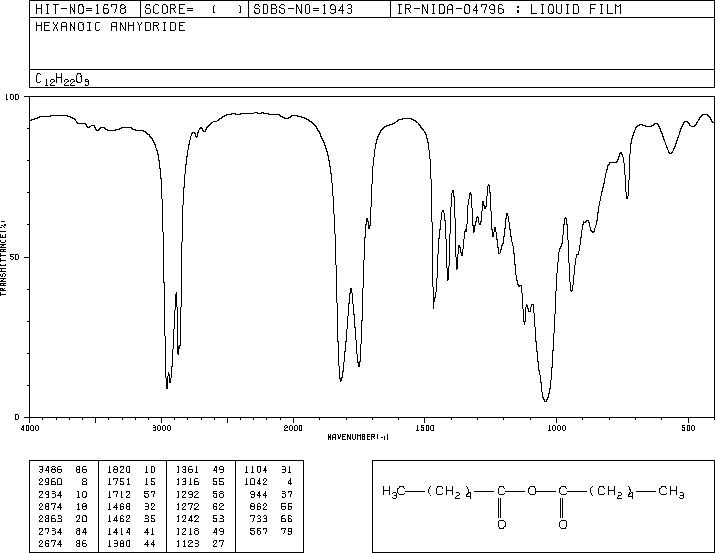 HIT-NO=1678 SCORE= ( ) SDBS-NO=1943 IR-NIDA-04796 : LIQUID FILM
HEXANOIC ANHYDRIDE
C12H22O3
100
50
0
TRANSMITTANCE(%)
4000 3000 2000 1500 1000 500
WAVENUMBER(-1)
3486 86 1820 10 1361 49 1104 31
2960 8 1751 15 1316 55 1042 4
2934 10 1712 57 1292 58 944 37
2874 18 1468 32 1272 62 862 55
2863 20 1462 35 1242 53 733 66
2734 84 1414 41 1218 49 567 79
2674 86 1380 44 1123 27
H3C—(CH2)4—C—O—C—(CH2)4—CH3
O O